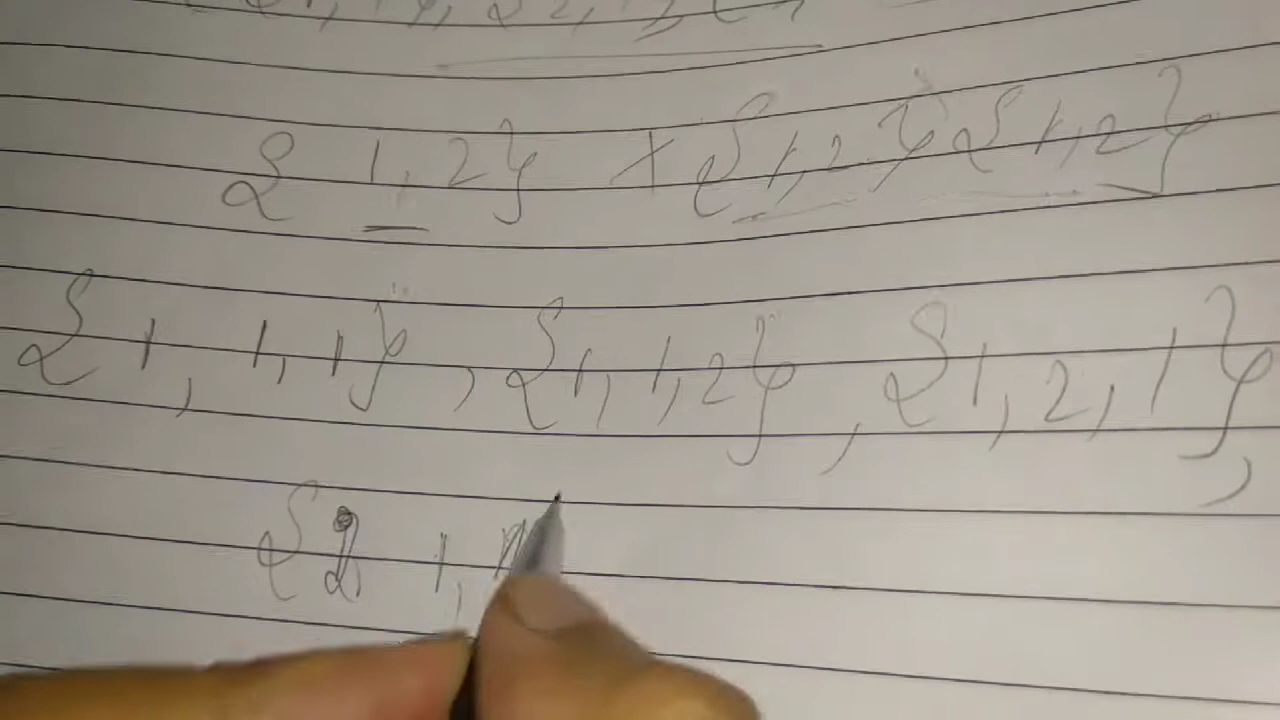 {1,2} × {1,2} {1,2}
{1, 1,1}, {1,1,2}, {1,2,1},
{2, 1,